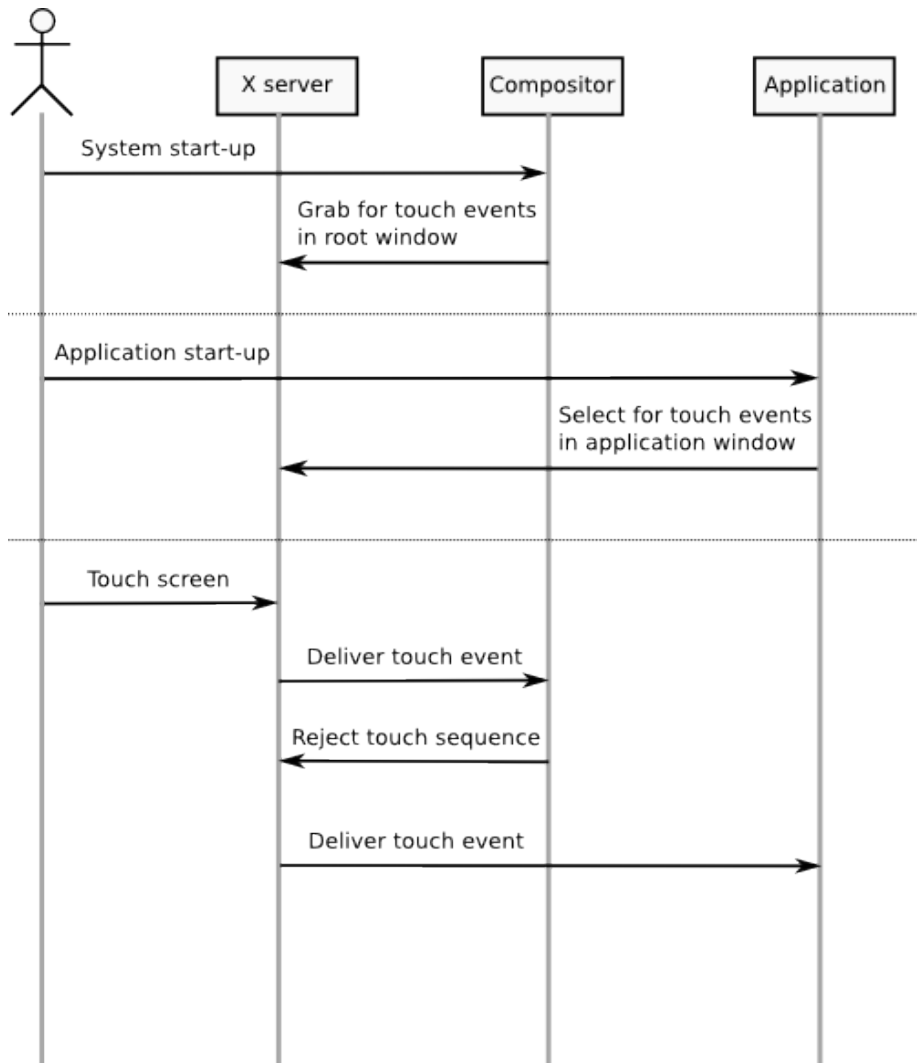 X server
Compositor
Application
System start-up
Grab for touch events
in root window
Application start-up
Select for touch events
in application window
Touch screen
Deliver touch event
Reject touch sequence
Deliver touch event